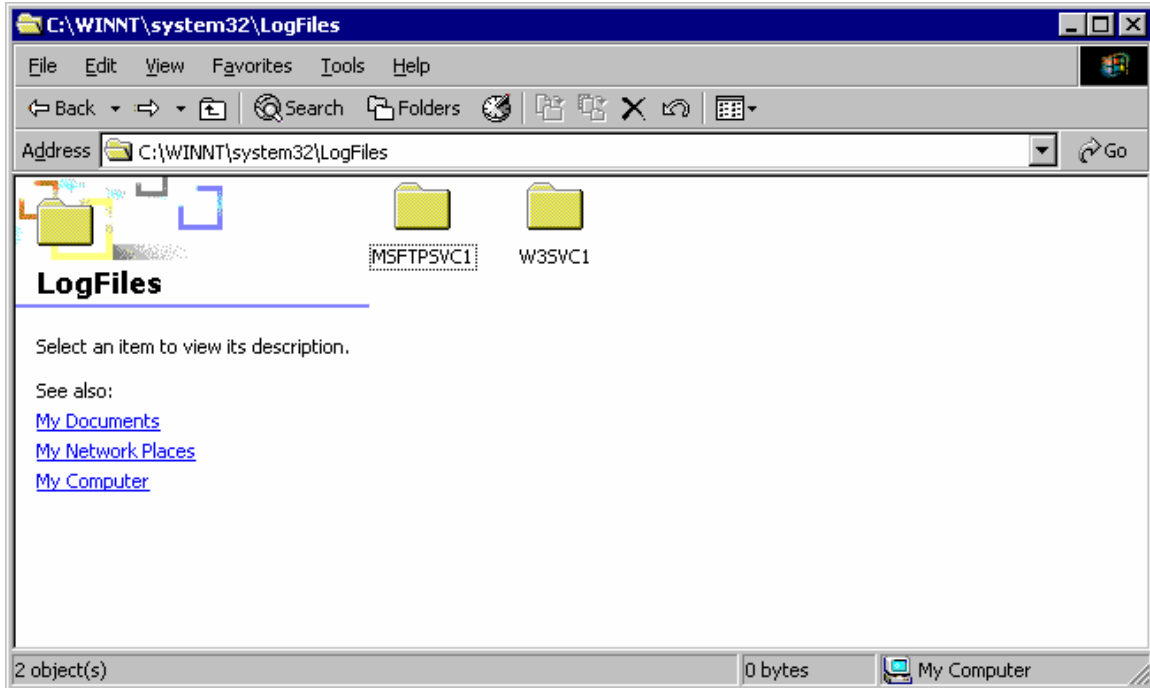 C:\WINNT\system32\LogFiles
File Edit View Favorites Tools Help
Back Search Folders
Address C:\WINNT\system32\LogFiles Go
MSFTPSVC1 W3SVC1
LogFiles
Select an item to view its description.
See also:
My Documents
My Network Places
My Computer
2 object(s) 0 bytes My Computer